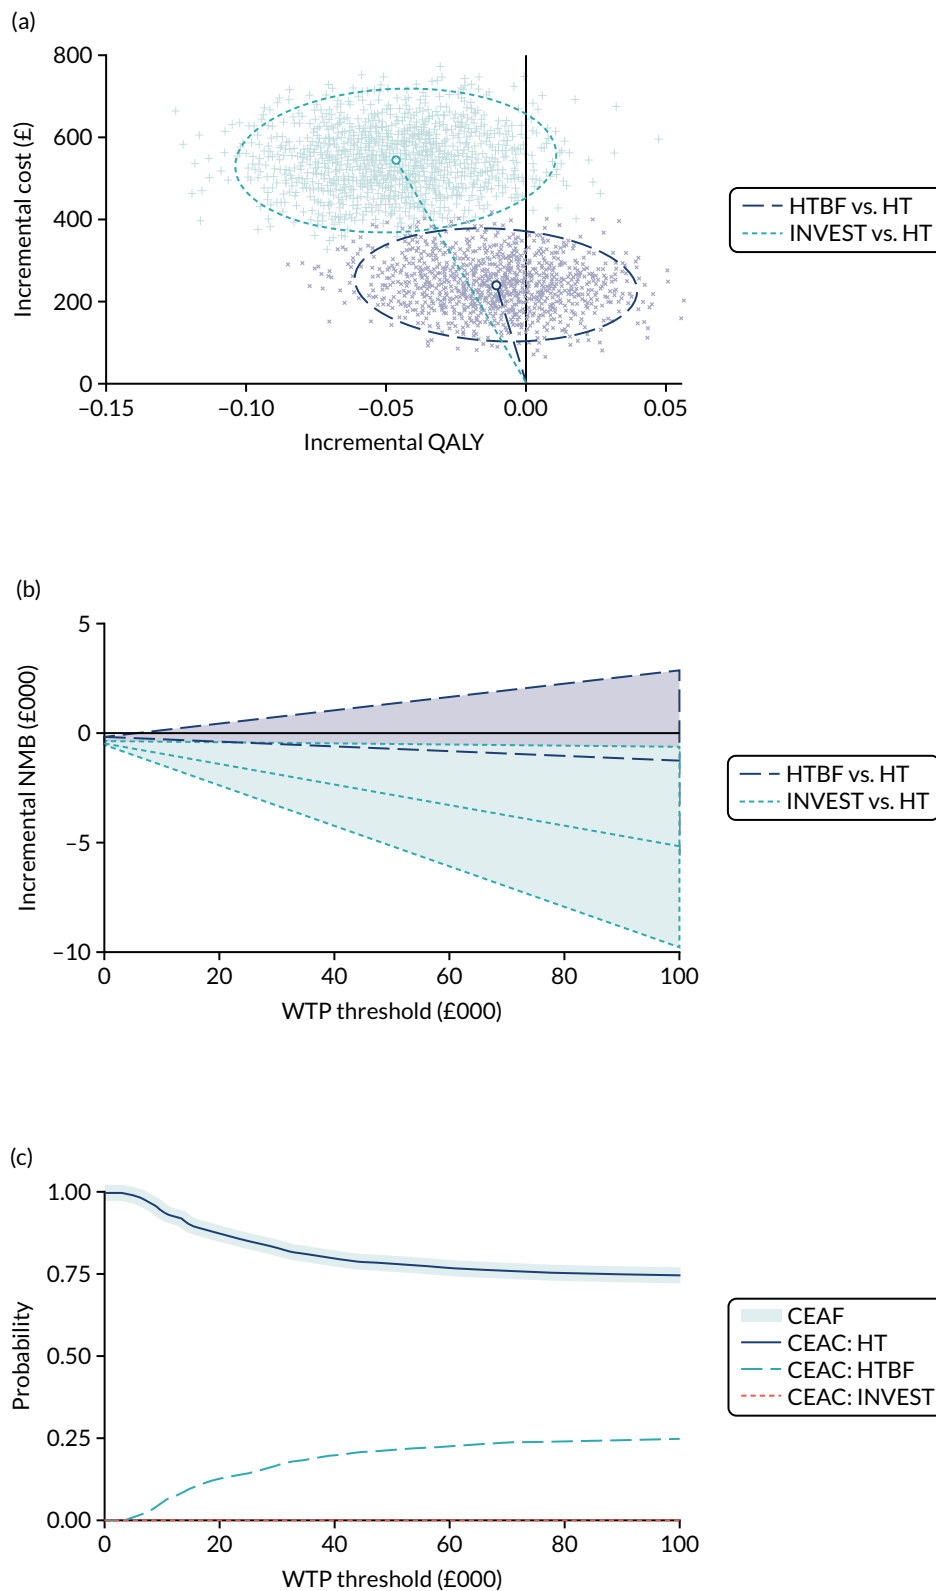 (a)
800
600
400
200
0
Incremental cost (£)
−0.15
−0.10
−0.05
0.00
0.05
Incremental QALY
HTBF vs. HT
INVEST vs. HT
(b)
5
0
−5
−10
Incremental NMB (£000)
0
20
40
60
80
100
WTP threshold (£000)
HTBF vs. HT
INVEST vs. HT
(c)
1.00
0.75
0.50
0.25
0.00
Probability
0
20
40
60
80
100
WTP threshold (£000)
CEAF
CEAC: HT
CEAC: HTBF
CEAC: INVEST